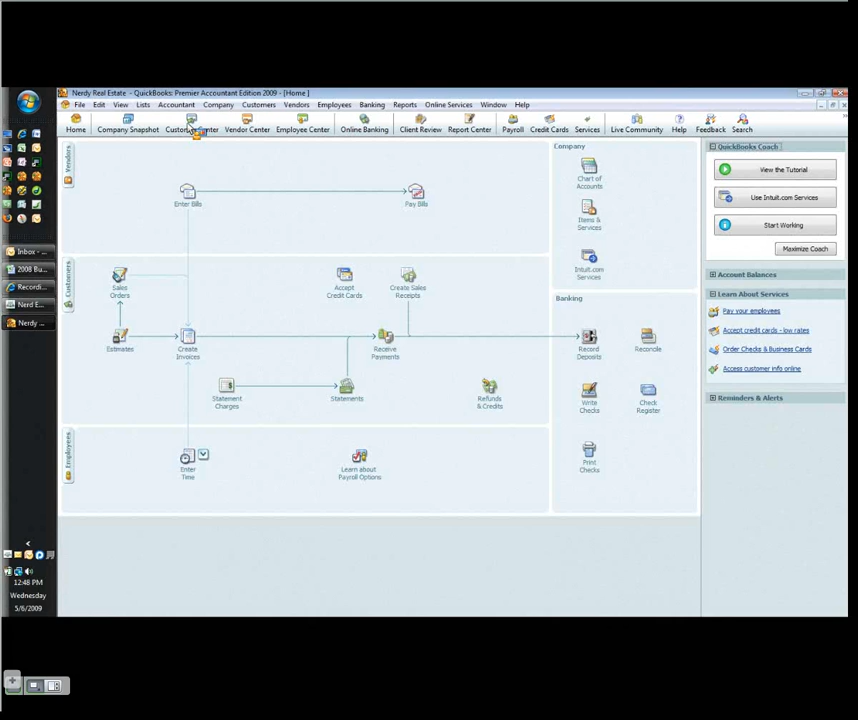 Nerdy Real Estate - QuickBooks: Premier Accountant Edition 2009 - [Home ]
File Edit View Lists Accountant Company Customers Vendors Employees Banking Reports Online Services Window Help
Home Company Snapshot Customer Center Vendor Center Employee Center Online Banking Client Review Report Center Payroll Credit Cards Services Live Community Help Feedback Search
Vendors
Enter Bills
Pay Bills
Customers
Sales
Orders
Accept
Credit Cards
Create Sales
Receipts
Estimates
Create
Invoices
Receive
Payments
Statement
Charges
Statements
Refunds
& Credits
Employees
Enter
Time
Learn about
Payroll Options
Company
Chart of
Accounts
Items &
Services
Intuit.com
Services
Banking
Record
Deposits
Reconcile
Write
Checks
Check
Register
Print
Checks
QuickBooks Coach
View the Tutorial
Use Intuit.com Services
Start Working
Maximize Coach
Account Balances
Learn About Services
Pay your employees
Accept credit cards - low rates
Order Checks & Business Cards
Access customer info online
Reminders & Alerts
Inbox - ...
2008 Bu...
Recordi...
Nerd E...
Nerdy ...
12:48 PM
Wednesday
5/6/2009